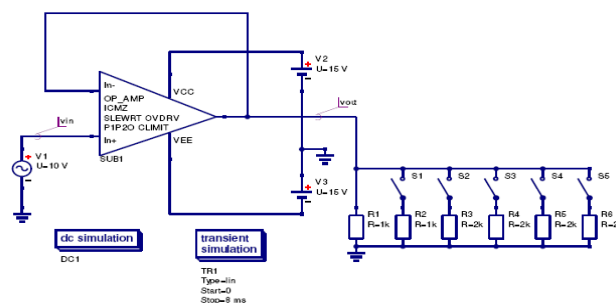 V2
U=15 V
In-
VCC
OP_AMP
ICMZ
SLEWRT OVDRV
P1P2O CLIMIT
VEE
In+
SUB1
vin
vout
V1
U=10 V
V3
U=15 V
S1
S2
S3
S4
S5
R1
R=1k
R2
R=1k
R3
R=2k
R4
R=2k
R5
R=2k
R6
dc simulation
DC1
transient
simulation
TR1
Type=lin
Start=0
Stop=8 ms